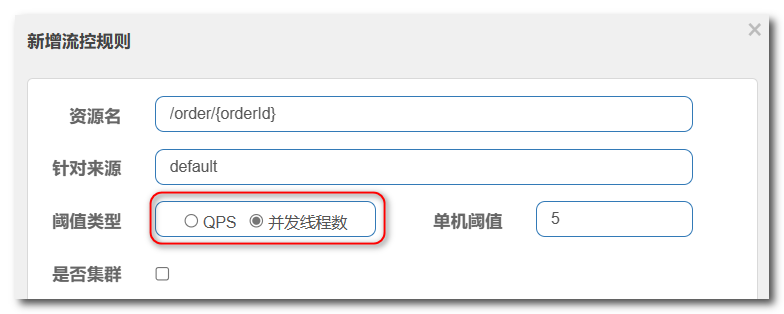 新增流控规则 ×
资源名 /order/{orderId}
针对来源 default
阈值类型 QPS 并发线程数 单机阈值 5
是否集群